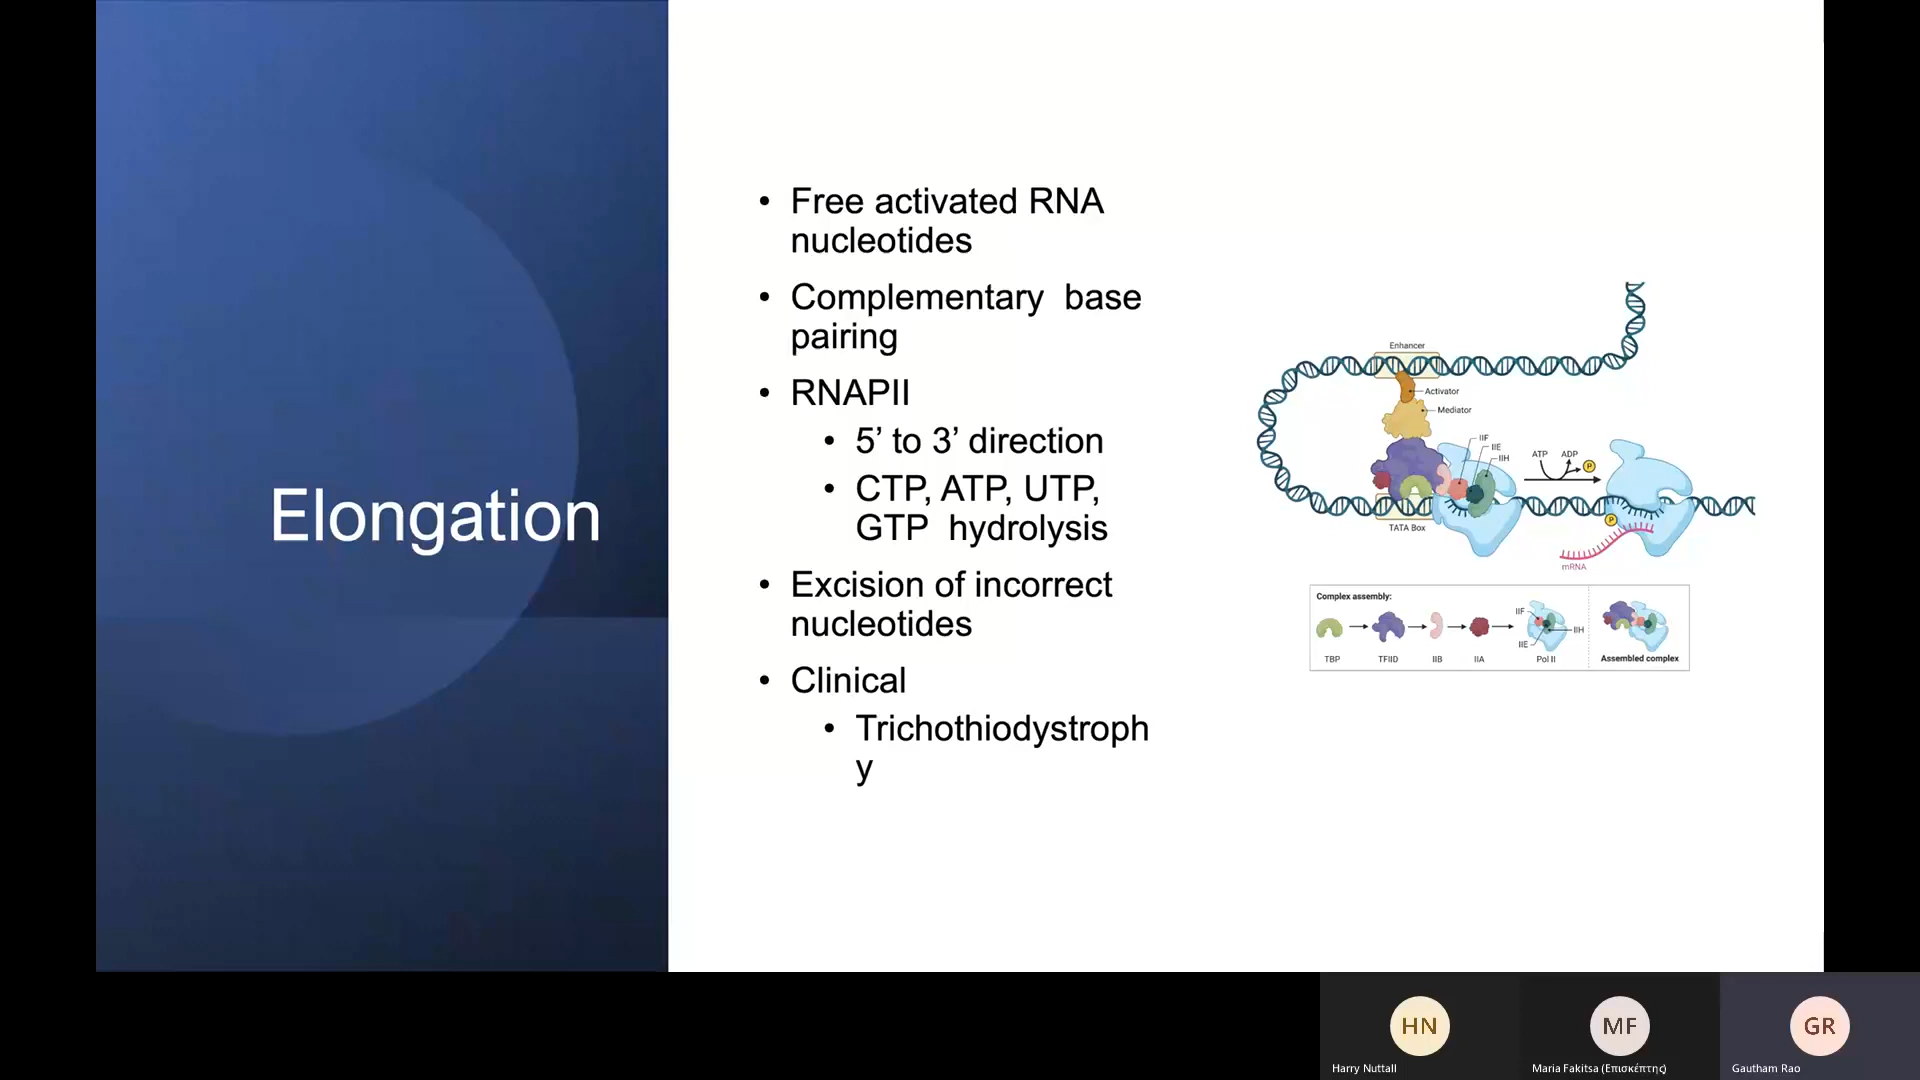 Elongation
• Free activated RNA
nucleotides
• Complementary  base
pairing
• RNAPII
• 5’ to 3’ direction
• CTP, ATP, UTP,
GTP  hydrolysis
• Excision of incorrect
nucleotides
• Clinical
• Trichothiodystroph
y
Enhancer
Activator
Mediator
IIF
IIE
IIH
ATP
ADP
P
TATA Box
P
mRNA
Complex assembly:
IIF
IIH
IIE
TBP
TFIID
IIB
IIA
Pol II
Assembled complex
HN
MF
GR
Harry Nuttall
Maria Fakitsa (Επισκέπτης)
Gautham Rao